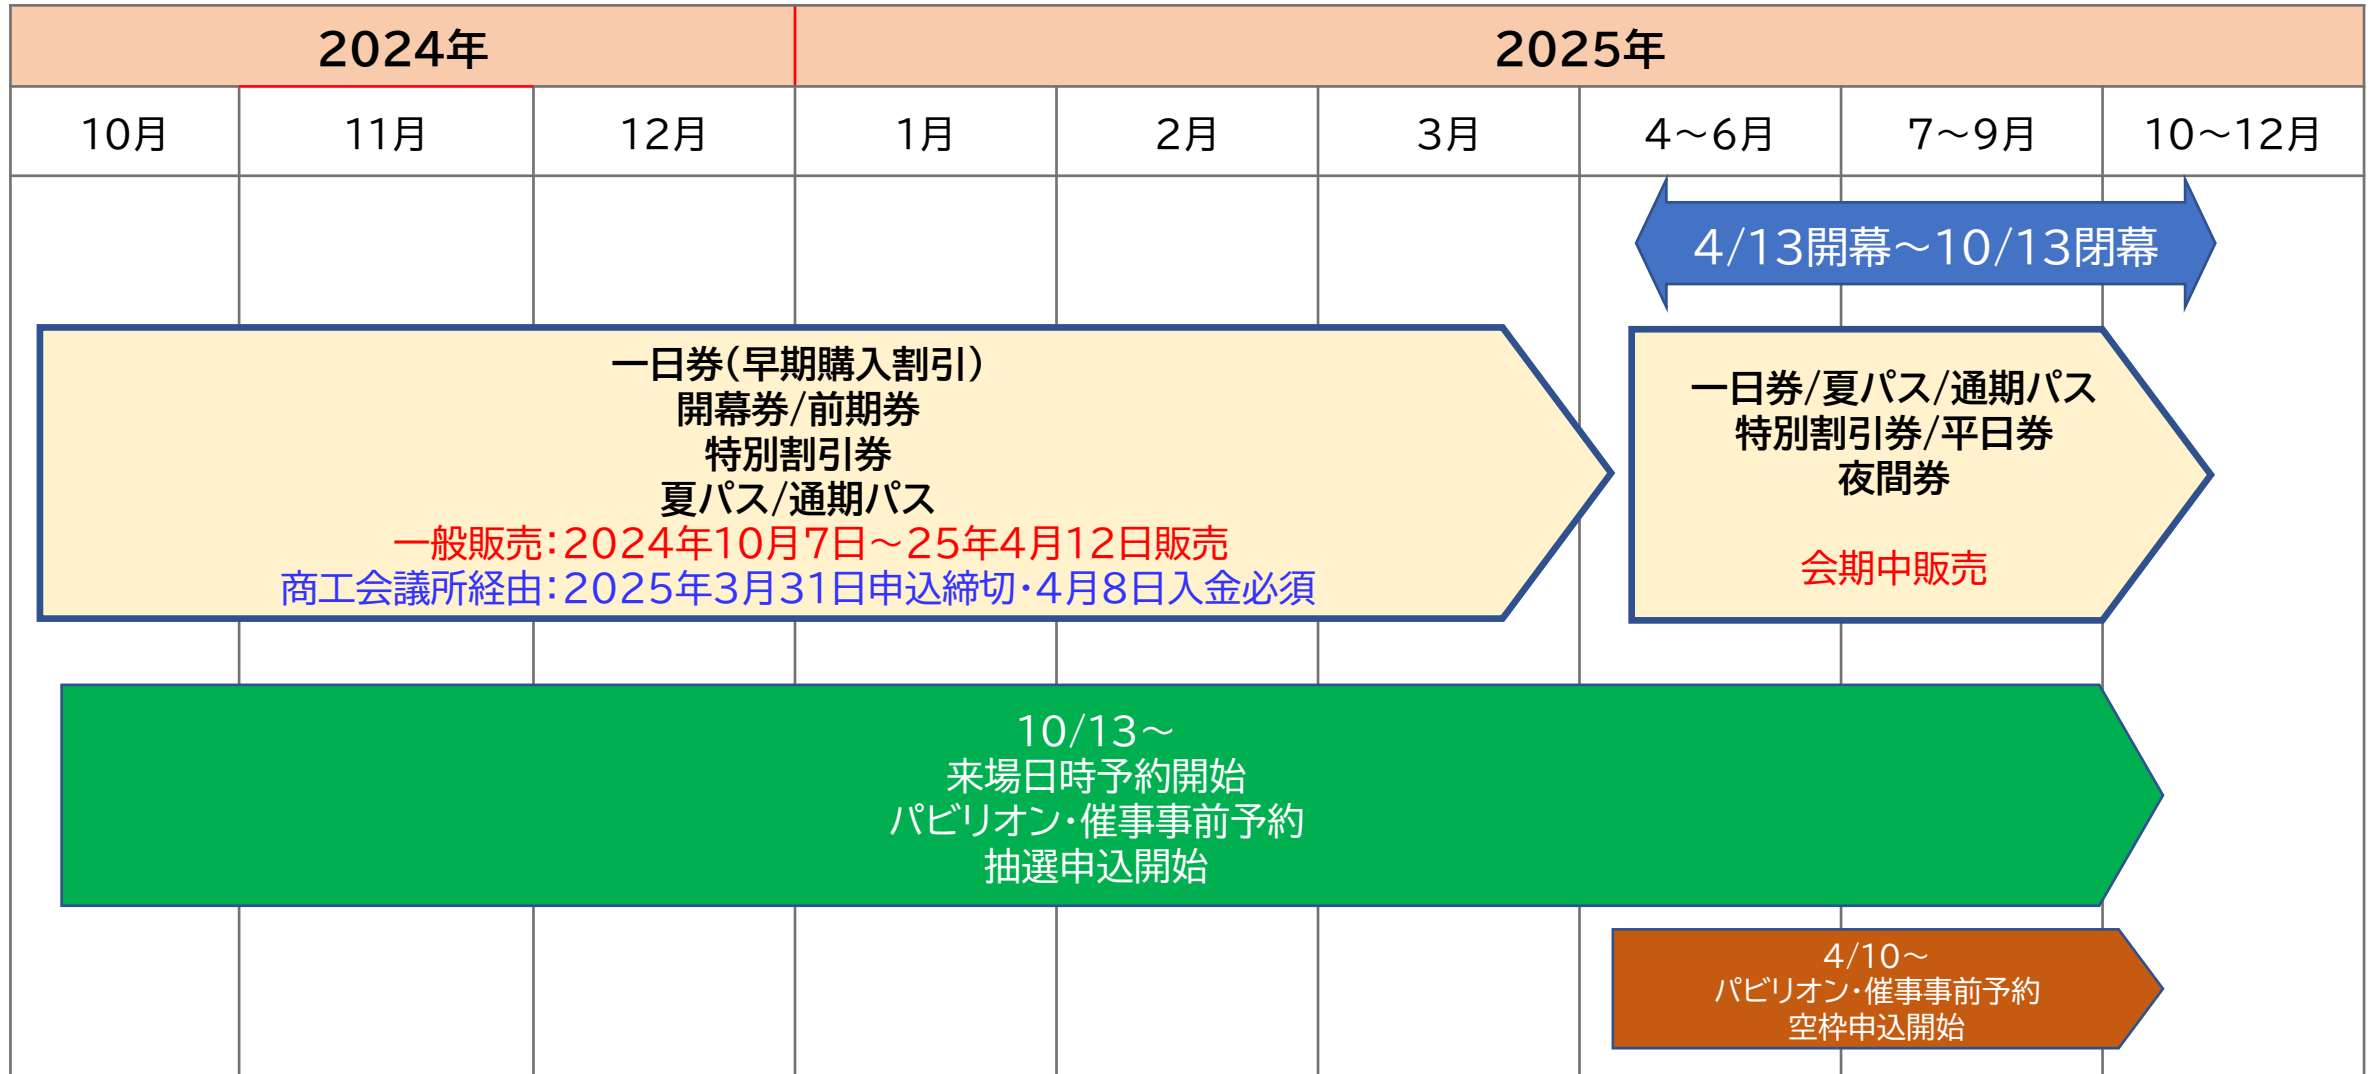 2024年
2025年
10月
11月
12月
1月
2月
3月
4～6月
7～9月
10～12月
4/13開幕～10/13閉幕
一日券(早期購入割引)
開幕券/前期券
特別割引券
夏パス/通期パス
一般販売：2024年10月7日～25年4月12日販売
商工会議所経由：2025年3月31日申込締切・4月8日入金必須
一日券/夏パス/通期パス
特別割引券/平日券
夜間券
会期中販売
10/13～
来場日時予約開始
パビリオン・催事事前予約
抽選申込開始
4/10～
パビリオン・催事事前予約
空枠申込開始